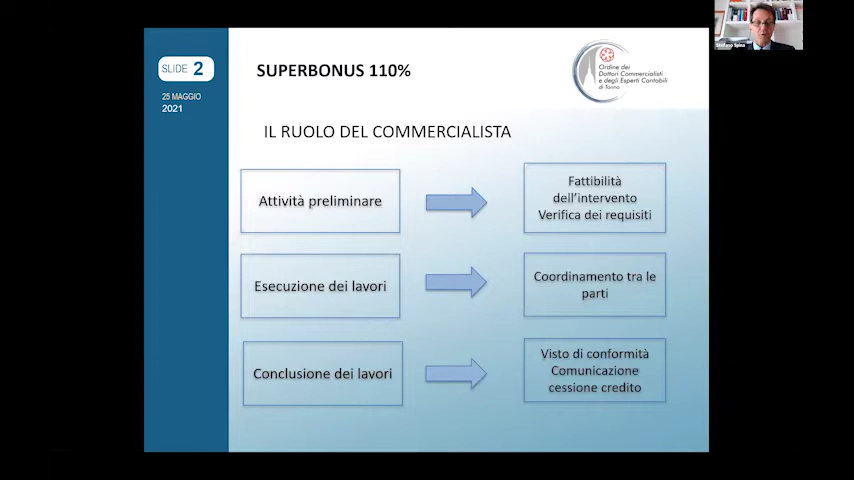 SLIDE 2
25 MAGGIO
2021
SUPERBONUS 110%
Ordine dei
Dottori Commercialisti
e degli Esperti Contabili
di Torino
IL RUOLO DEL COMMERCIALISTA
Attività preliminare
Fattibilità
dell'intervento
Verifica dei requisiti
Esecuzione dei lavori
Coordinamento tra le
parti
Conclusione dei lavori
Visto di conformità
Comunicazione
cessione credito
Stefano Spina